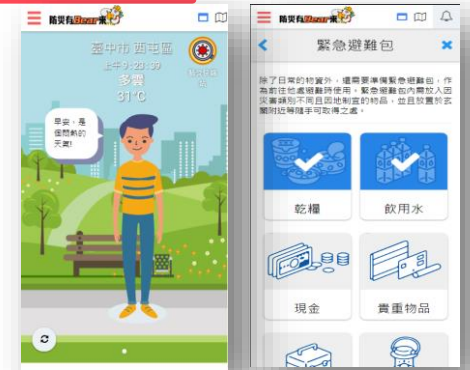 防災有Bear來
臺中市 西屯區
上午 9:23:39
多雲
31°C
早安，是
個悶熱的
天氣!
防災有Bear來
緊急避難包
除了日常的物資外，還需要準備緊急避難包，作
為前往他處避難時使用。緊急避難包內需放入因
災害類別不同且因地制宜的物品，並且放置於玄
關附近等隨手可取得之處。
乾糧
飲用水
現金
貴重物品